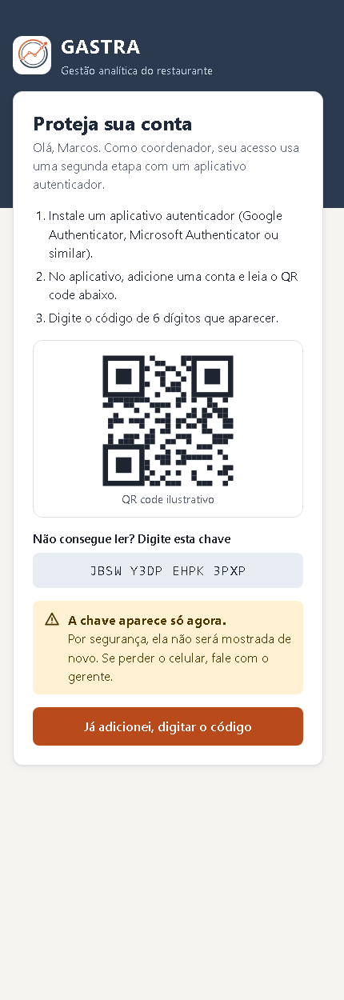 GASTRA
Gestão analítica do restaurante
Proteja sua conta
Olá, Marcos. Como coordenador, seu acesso usa
uma segunda etapa com um aplicativo
autenticador.
1. Instale um aplicativo autenticador (Google
Authenticator, Microsoft Authenticator ou
similar).
2. No aplicativo, adicione uma conta e leia o QR
code abaixo.
3. Digite o código de 6 dígitos que aparecer.
QR code ilustrativo
Não consegue ler? Digite esta chave
JBSW Y3DP EHPK 3PXP
A chave aparece só agora.
Por segurança, ela não será mostrada de
novo. Se perder o celular, fale com o
gerente.
Já adicionei, digitar o código